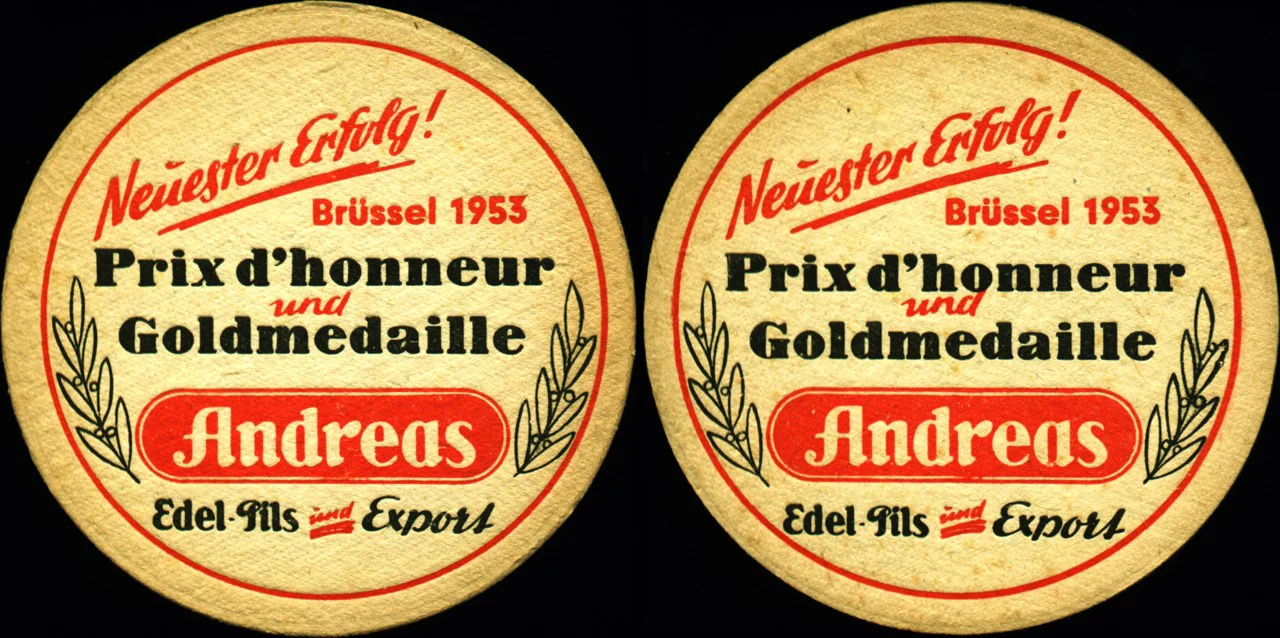 Neuester Erfolg!
Brüssel 1953
Prix d'honneur
und
Goldmedaille
Andreas
Edel-Pils und Export
Neuester Erfolg!
Brüssel 1953
Prix d'honneur
und
Goldmedaille
Andreas
Edel-Pils und Export